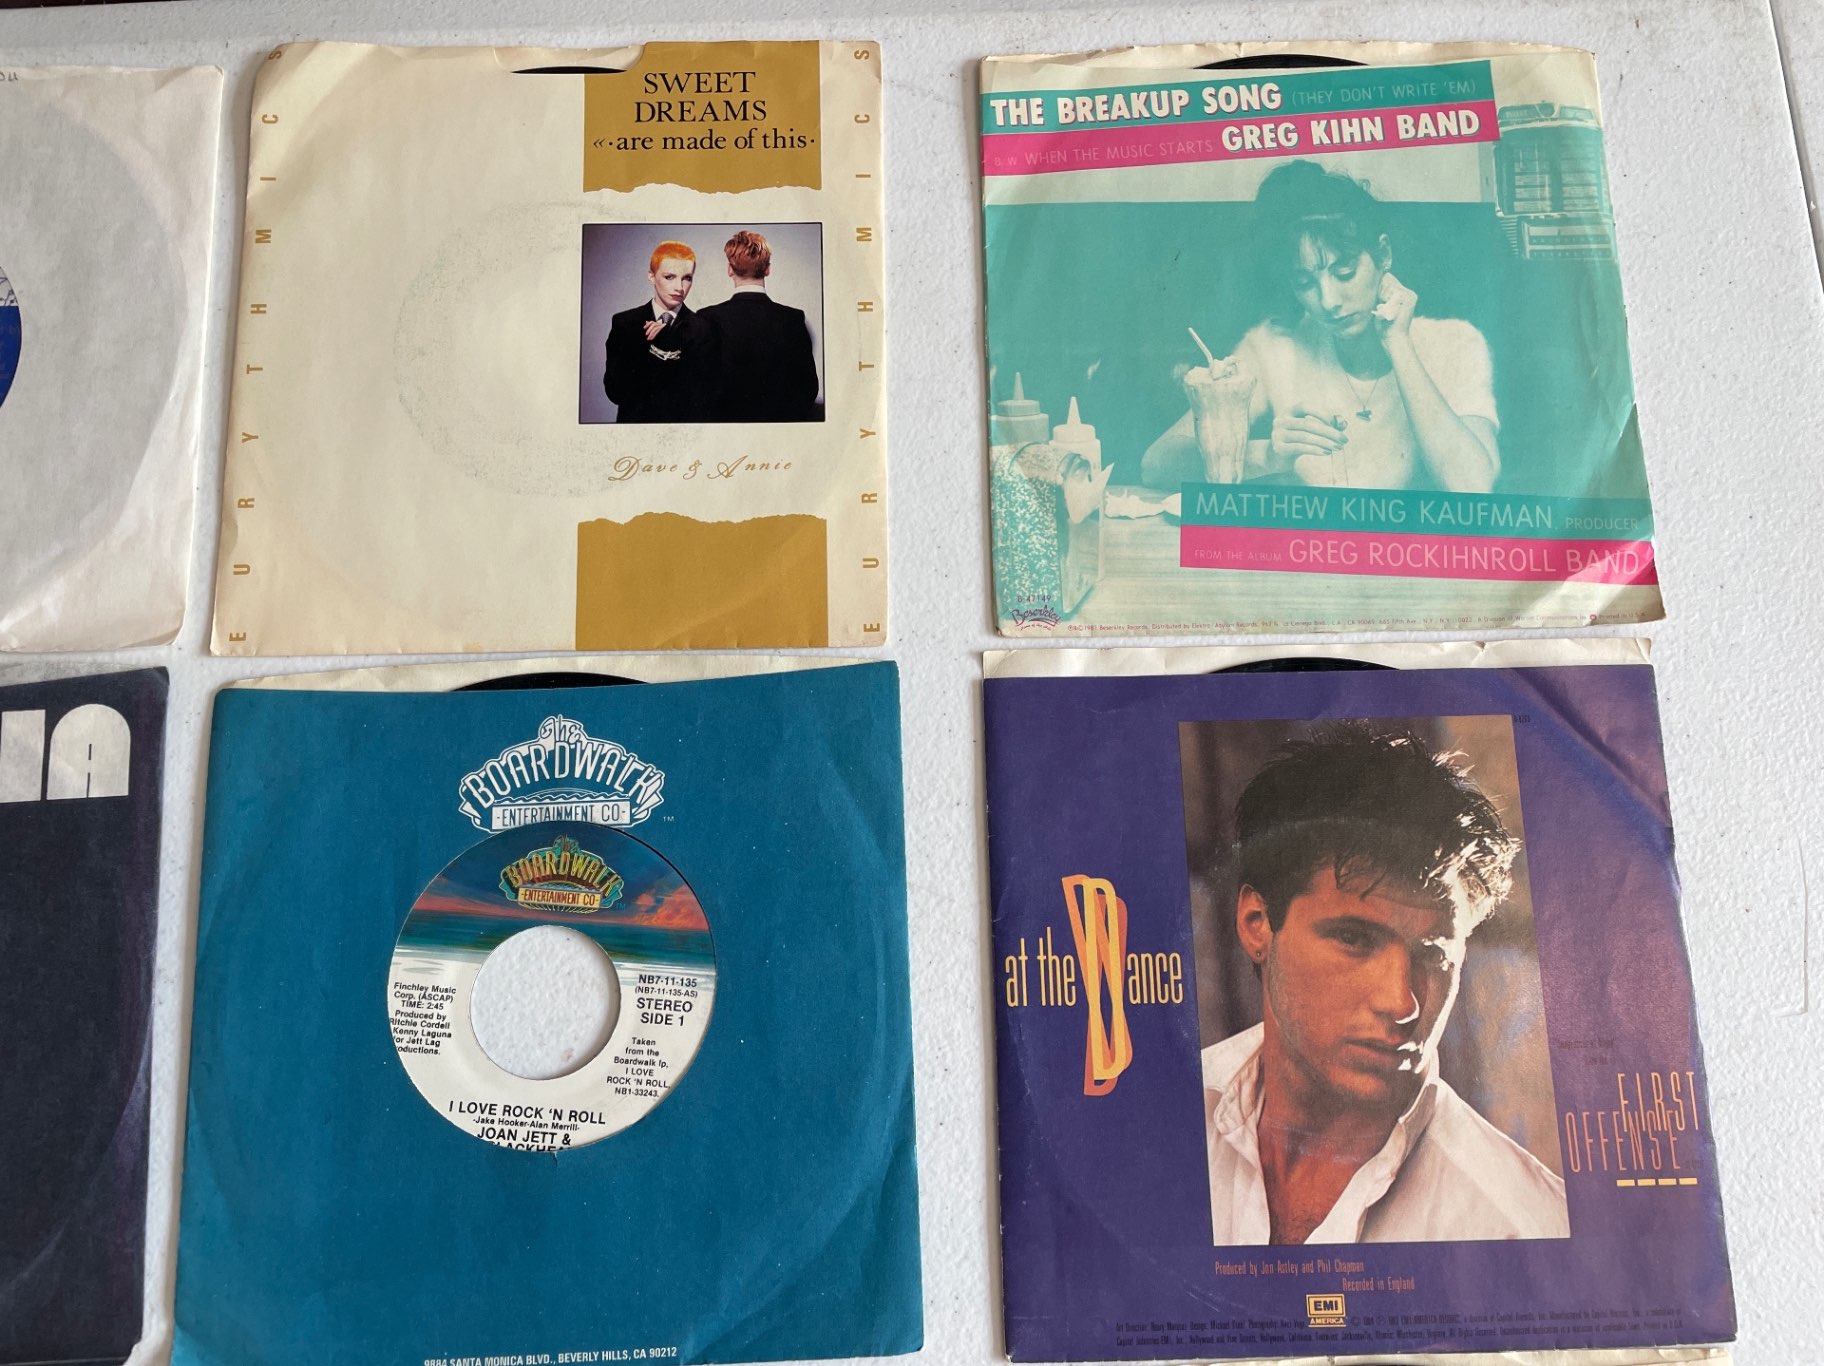 SWEET
DREAMS
«·are made of this·
EURYTHMICS
EURYTHMICS
Dave & Annie
THE BREAKUP SONG (THEY DON'T WRITE 'EM)
B/W WHEN THE MUSIC STARTS GREG KIHN BAND
MATTHEW KING KAUFMAN, PRODUCER
FROM THE ALBUM GREG ROCKIHNROLL BAND
B-47149
Beserkley
The
BOARDWALK
-ENTERTAINMENT CO-
TM
The
BOARDWALK
-ENTERTAINMENT CO-
TM
Finchley Music
Corp. (ASCAP)
TIME: 2:45
Produced by
Ritchie Cordell
Kenny Laguna
for Jett Lag
oductions.
NB7-11-135
(NB7-11-135-AS)
STEREO
SIDE 1
Taken
from the
Boardwalk lp,
I LOVE
ROCK 'N ROLL,
NB1-33243.
I LOVE ROCK 'N ROLL
-Jake Hooker-Alan Merrill-
JOAN JETT &
9884 SANTA MONICA BLVD., BEVERLY HILLS, CA 90212
at the Dance
FIRST
OFFENSE
Produced by Jon Astley and Phil Chapman
Recorded in England
EMI
AMERICA